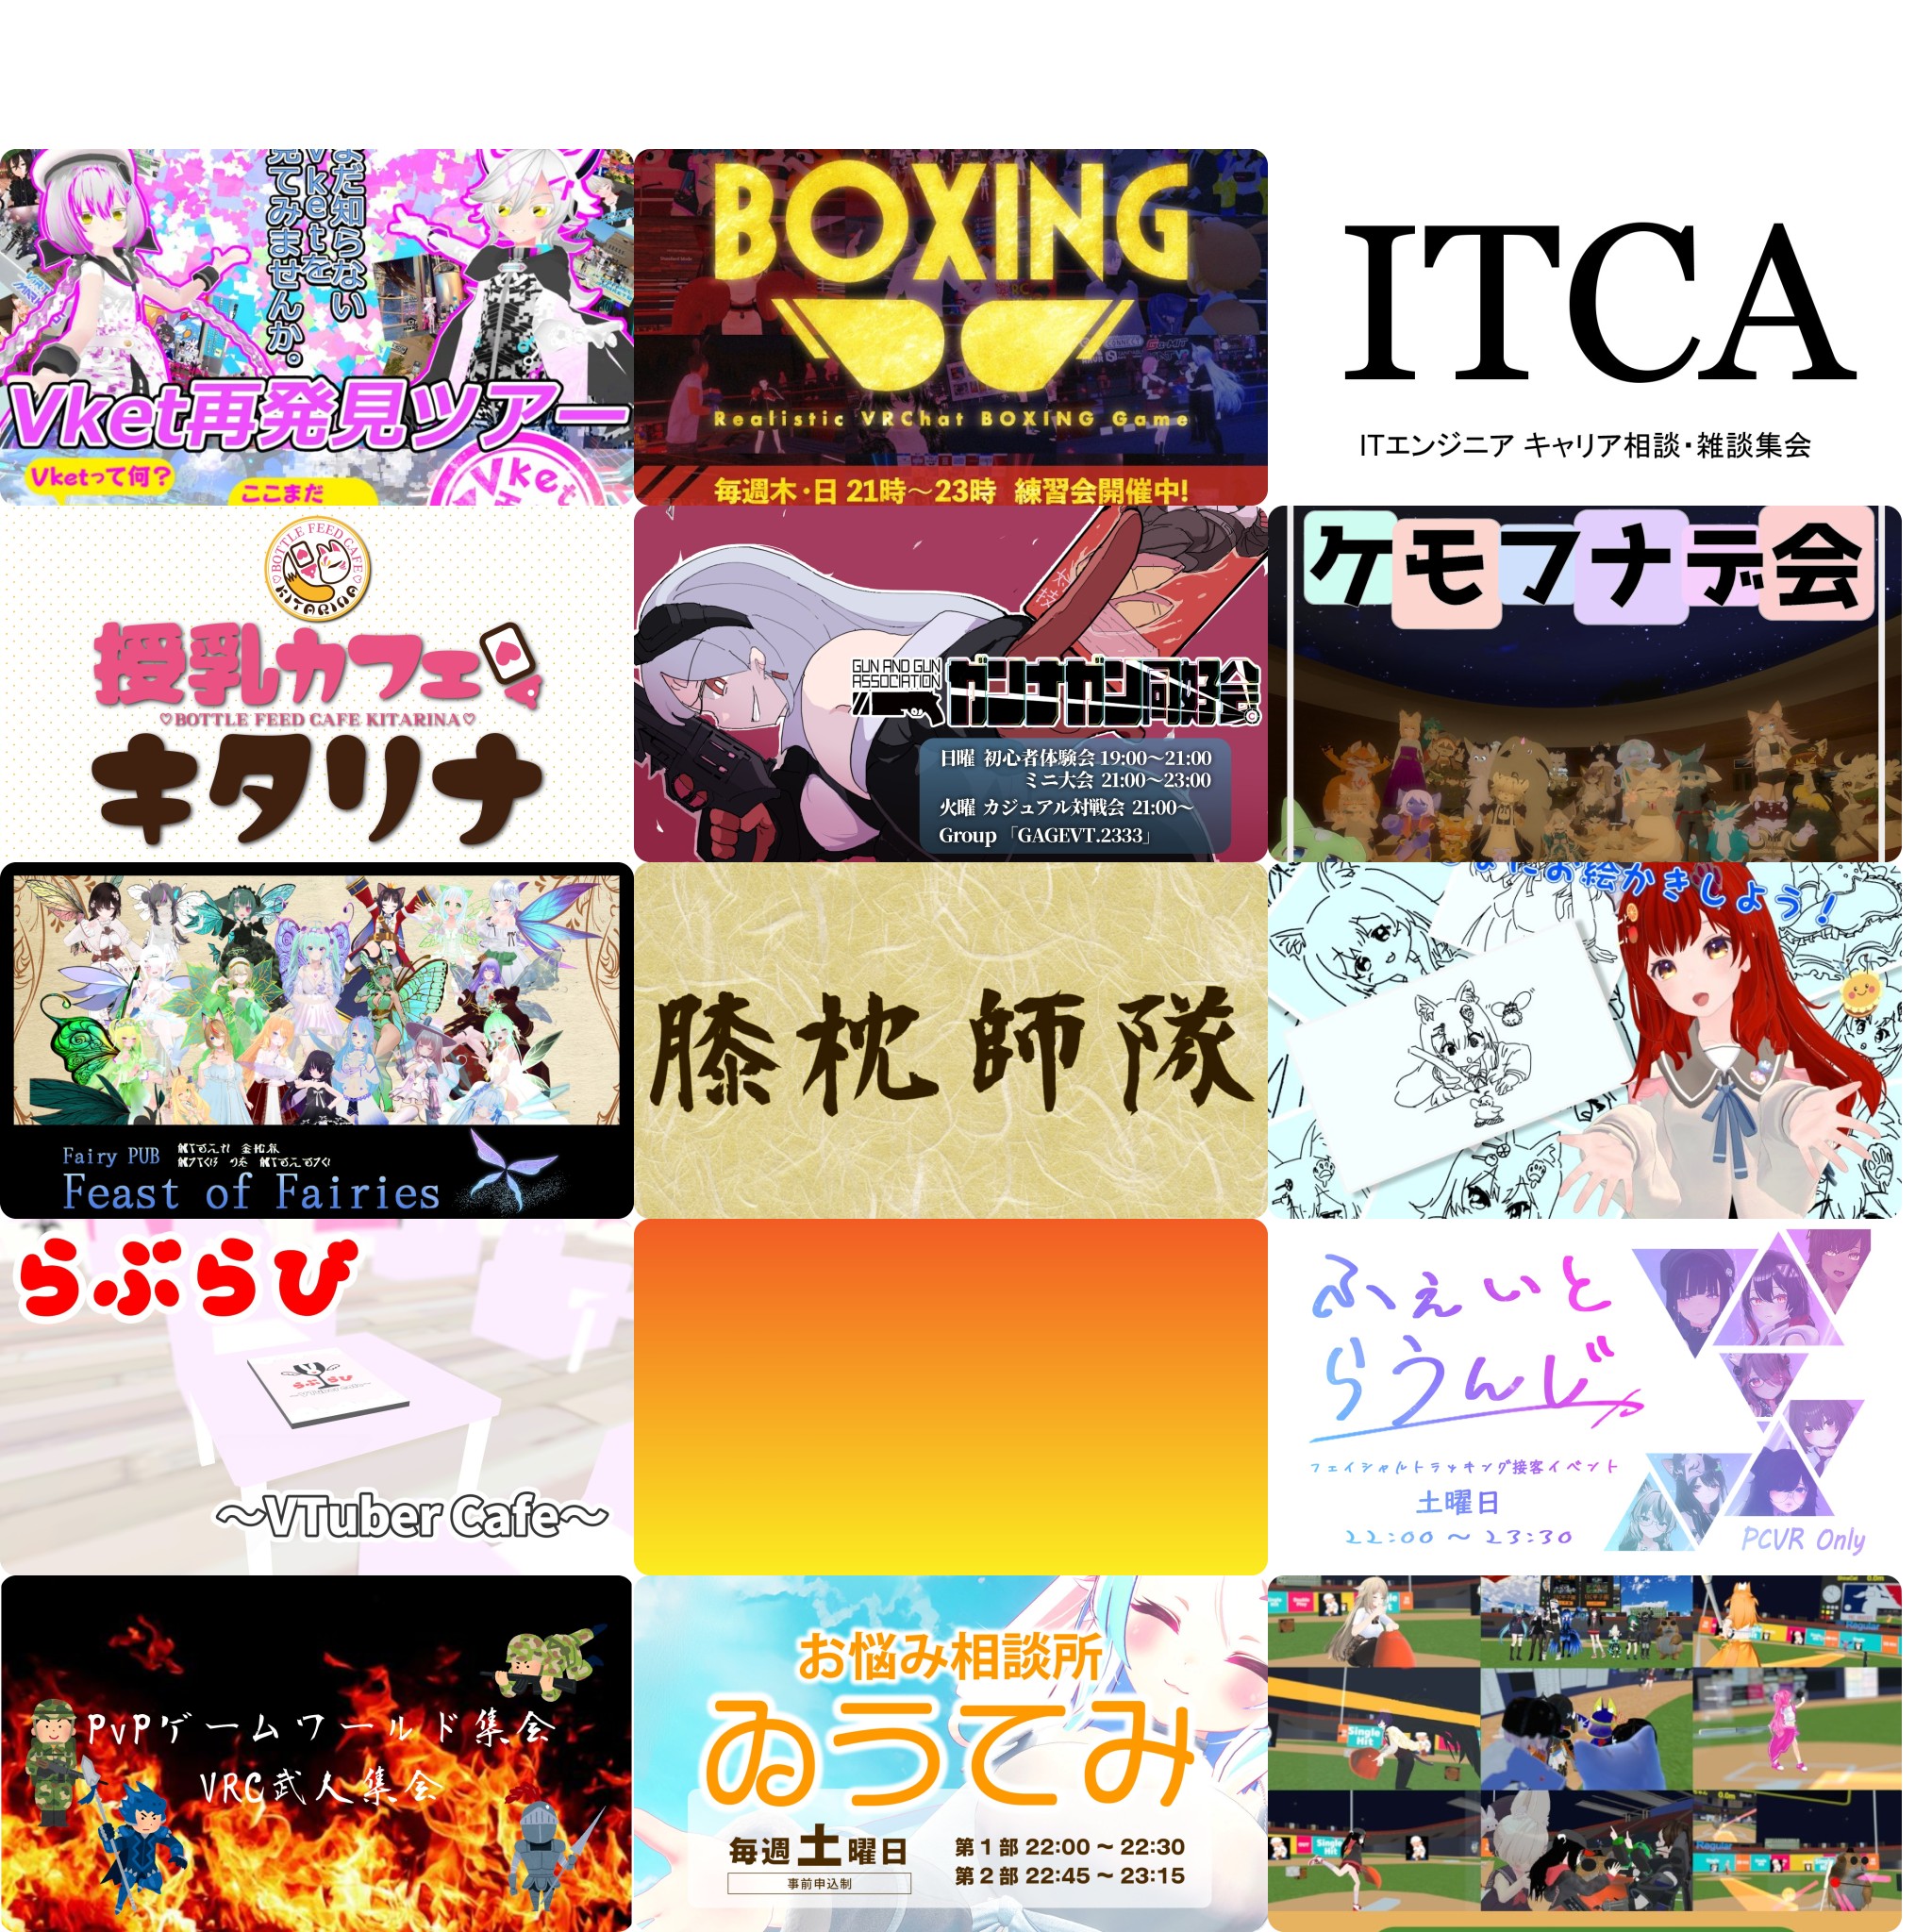 まだ知らない
Vketを
見てみませんか。
Vket再発見ツアー
Vketって何?
ここまだ
Vket
BOXING
Realistic VRChat BOXING Game
毎週木・日 21時～23時 練習会開催中!
ITCA
ITエンジニア キャリア相談・雑談集会
BOTTLE FEED CAFE
KITARINA
授乳カフェ
♡BOTTLE FEED CAFE KITARINA♡
キタリナ
GUN AND GUN
ASSOCIATION
ガンナガン同好会
日曜 初心者体験会 19:00～21:00
ミニ大会 21:00～23:00
火曜 カジュアル対戦会 21:00～
Group 「GAGEVT.2333」
ケモフナデ会
Fairy PUB
Feast of Fairies
膝枕師隊
お絵かきしよう!
らぶらび
らぶらび
～VTuber Cafe～
ふぇいと
らうんじ
フェイシャルトラッキング接客イベント
土曜日
22:00 ～ 23:30
PCVR Only
PvPゲームワールド集会
VRC武人集会
お悩み相談所
ゐうてみ
毎週土曜日
事前申込制
第1部 22:00 ~ 22:30
第2部 22:45 ~ 23:15
Single
Hit
Regular